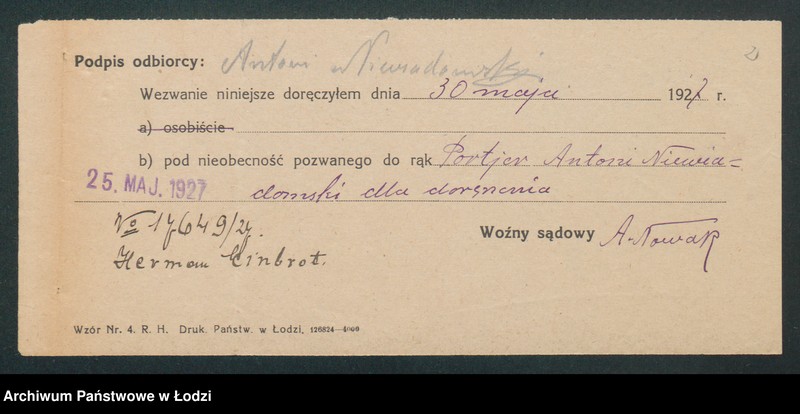 2
Podpis odbiorcy: Antoni Niewiadomski
Wezwanie niniejsze doręczyłem dnia 30 maja 1927 r.
a) osobiście
b) pod nieobecność pozwanego do rąk Portjer Antoni Niewia=
25. MAJ. 1927 domski dla doręnenia
No 17649/27.
Woźny sądowy A. Nowak
Herman Einbrot.
Wzór Nr. 4. R. H. Druk. Państw. w Łodzi. 126824—4000
Archiwum Państwowe w Łodzi